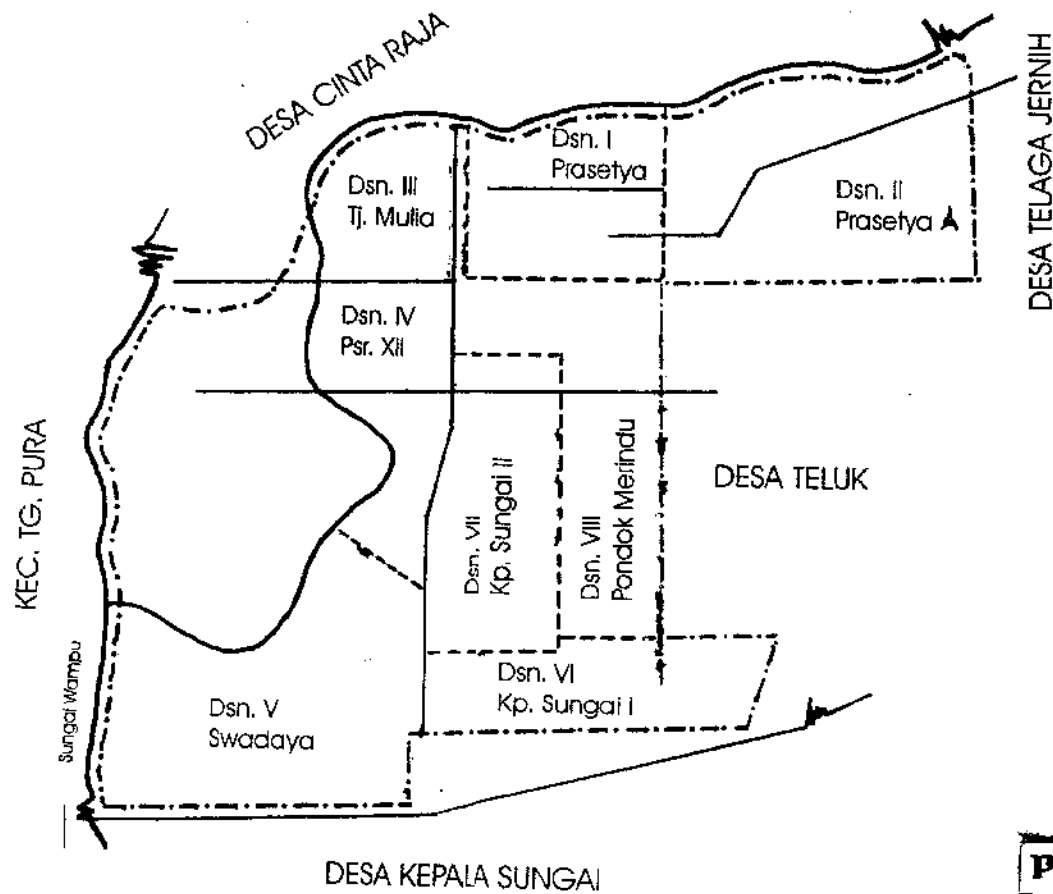 DESA CINTA RAJA
DESA TELAGA JERNIH
Dsn. I
Prasetya
Dsn. III
Tj. Mulia
Dsn. II
Prasetya
Dsn. IV
Psr. XII
KEC. TG. PURA
Dsn. VII
Kp. Sungai II
Dsn. VIII
Pondok Merindu
DESA TELUK
Sungai Wampu
Dsn. V
Swadaya
Dsn. VI
Kp. Sungai I
DESA KEPALA SUNGAI